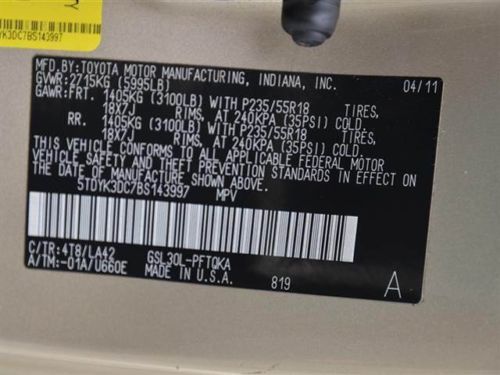 YK3DC7BS143997
MFD BY:TOYOTA MOTOR MANUFACTURING, INDIANA, INC. 04/11
GVWR:2715KG (5995LB)
GAWR:FRT. 1405KG (3100LB) WITH P235/55R18 TIRES,
18X7J RIMS, AT 240KPA (35PSI) COLD
RR. 1405KG (3100LB) WITH P235/55R18 TIRES,
18X7J RIMS, AT 240KPA (35PSI) COLD.
THIS VEHICLE CONFORMS TO ALL APPLICABLE FEDERAL MOTOR
VEHICLE SAFETY AND THEFT PREVENTION STANDARDS IN EFFECT ON
THE DATE OF MANUFACTURE SHOWN ABOVE.
5TDYK3DC7BS143997 MPV
C/TR:4T8/LA42 GSL30L-PFTQKA
A/TM:-01A/U660E MADE IN U.S.A. 819 A